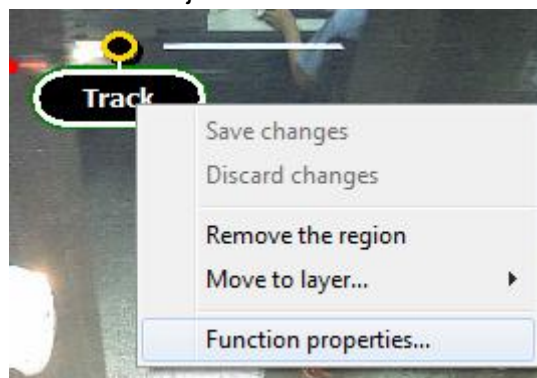 Track
Save changes
Discard changes
Remove the region
Move to layer...
Function properties...